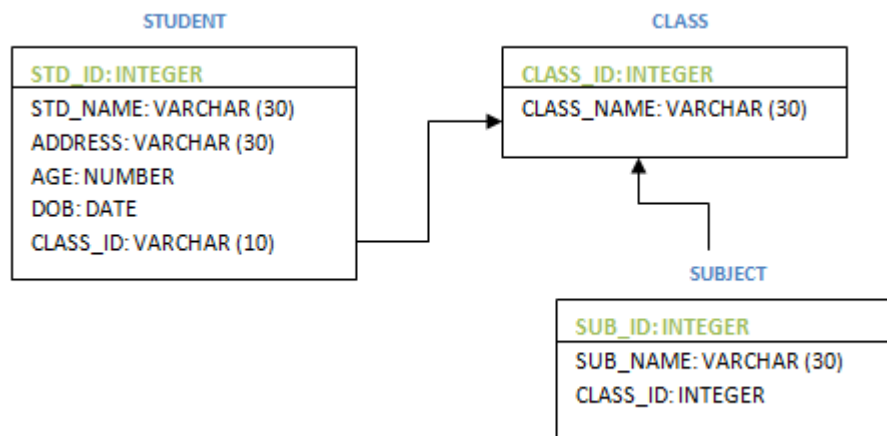 STUDENT
STD_ID: INTEGER
STD_NAME: VARCHAR (30)
ADDRESS: VARCHAR (30)
AGE: NUMBER
DOB: DATE
CLASS_ID: VARCHAR (10)
CLASS
CLASS_ID: INTEGER
CLASS_NAME: VARCHAR (30)
SUBJECT
SUB_ID: INTEGER
SUB_NAME: VARCHAR (30)
CLASS_ID: INTEGER